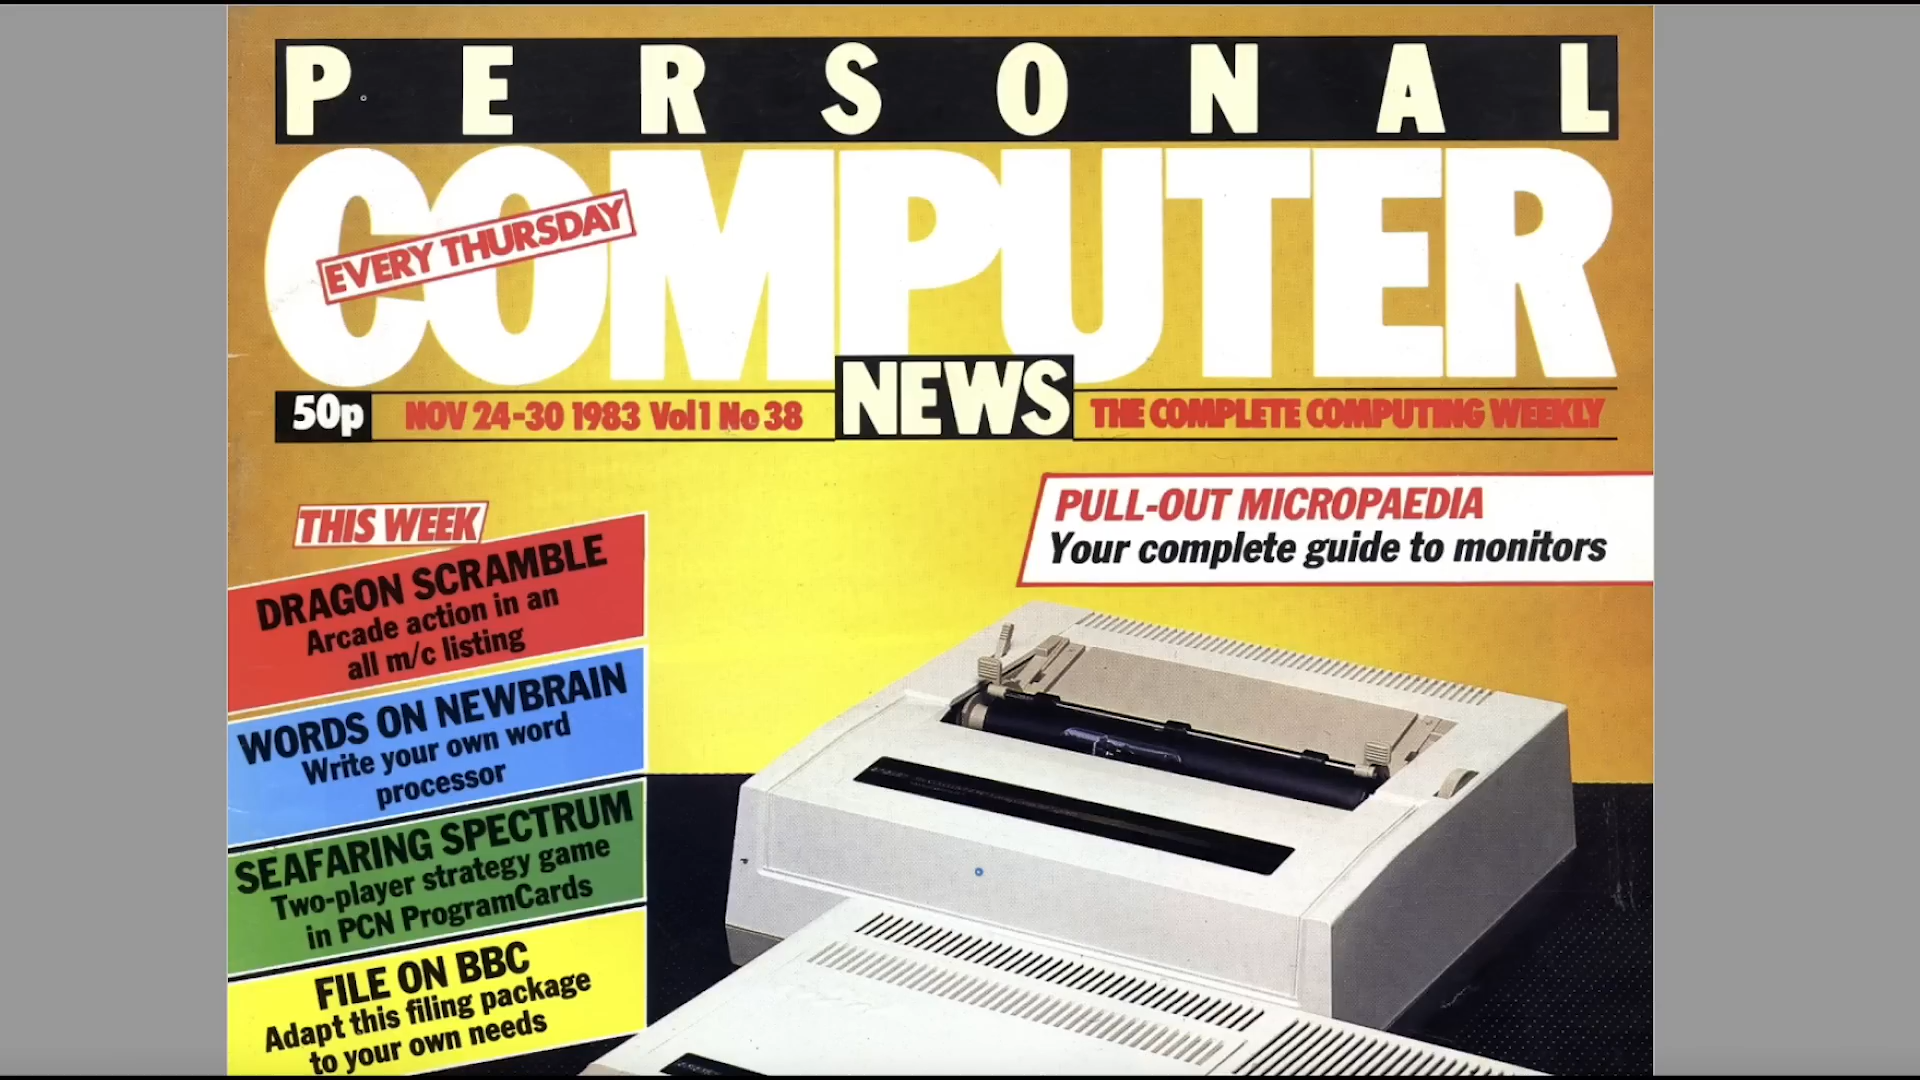 PERSONAL
COMPUTER
EVERY THURSDAY
NEWS
50p
NOV 24-30 1983 Vol 1 No 38
THE COMPLETE COMPUTING WEEKLY
PULL-OUT MICROPAEDIA
Your complete guide to monitors
THIS WEEK
DRAGON SCRAMBLE
Arcade action in an
all m/c listing
WORDS ON NEWBRAIN
Write your own word
processor
SEAFARING SPECTRUM
Two-player strategy game
in PCN ProgramCards
FILE ON BBC
Adapt this filing package
to your own needs